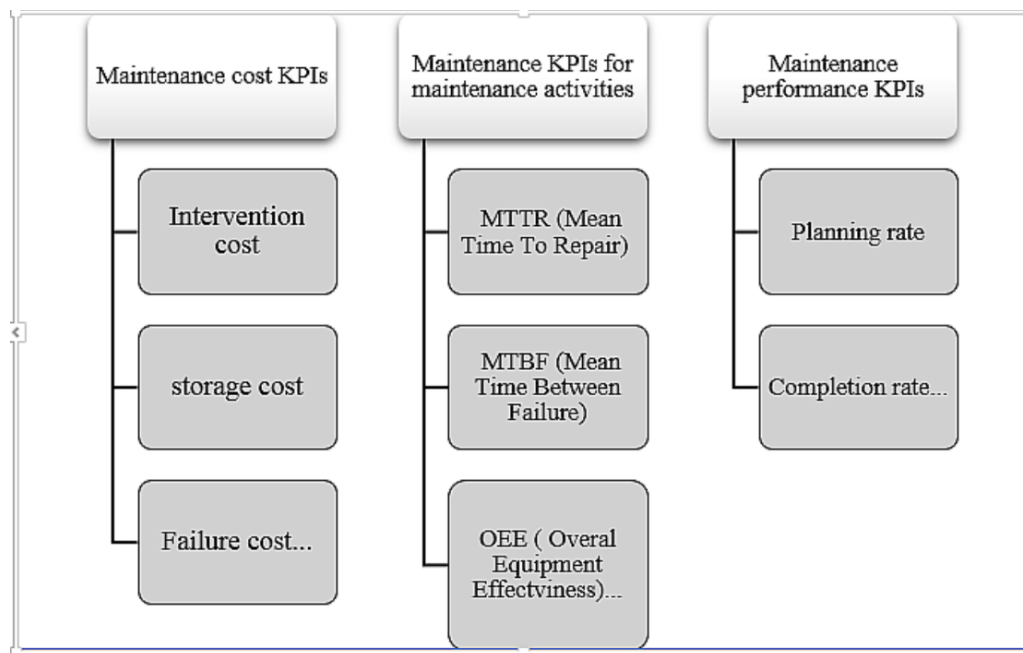 Maintenance cost KPIs
Intervention
cost
storage cost
Failure cost...
Maintenance KPIs for
maintenance activities
MTTR (Mean
Time To Repair)
MTBF (Mean
Time Between
Failure)
OEE ( Overal
Equipment
Effectviness)...
Maintenance
performance KPIs
Planning rate
Completion rate...